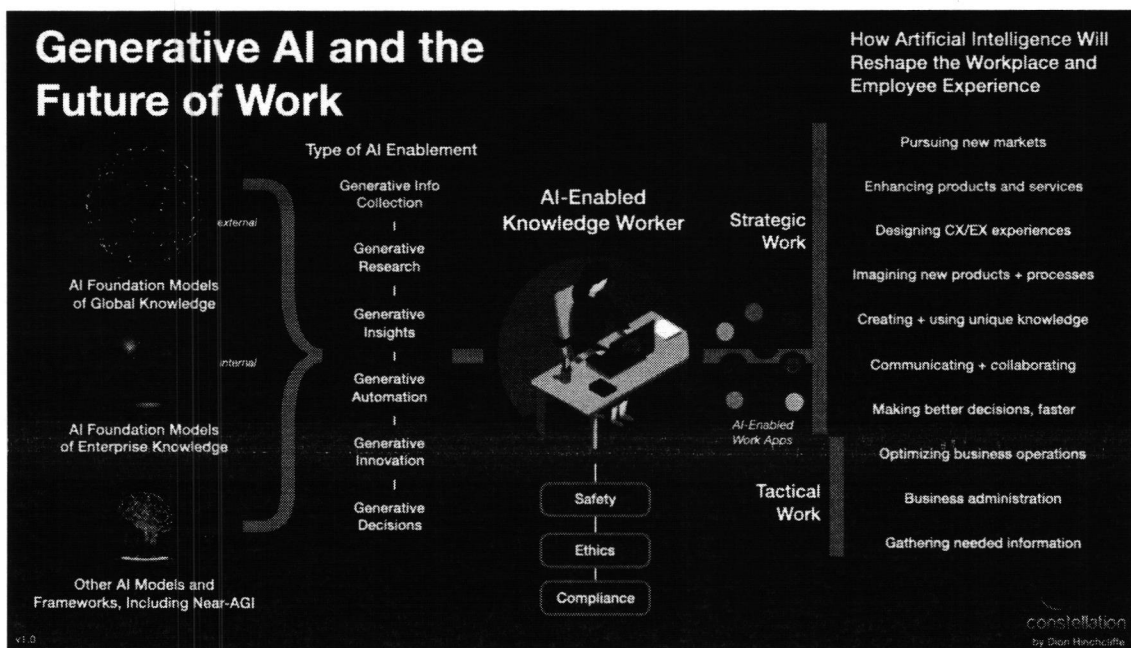 Generative AI and the
Future of Work
How Artificial Intelligence Will
Reshape the Workplace and
Employee Experience
external
AI Foundation Models
of Global Knowledge
internal
AI Foundation Models
of Enterprise Knowledge
Other AI Models and
Frameworks, Including Near-AGI
Type of AI Enablement
Generative Info
Collection
Generative
Research
Generative
Insights
Generative
Automation
Generative
Innovation
Generative
Decisions
AI-Enabled
Knowledge Worker
Safety
Ethics
Compliance
AI-Enabled
Work Apps
Strategic
Work
Tactical
Work
Pursuing new markets
Enhancing products and services
Designing CX/EX experiences
Imagining new products + processes
Creating + using unique knowledge
Communicating + collaborating
Making better decisions, faster
Optimizing business operations
Business administration
Gathering needed information
v1.0
constellation
by Dion Hinchcliffe